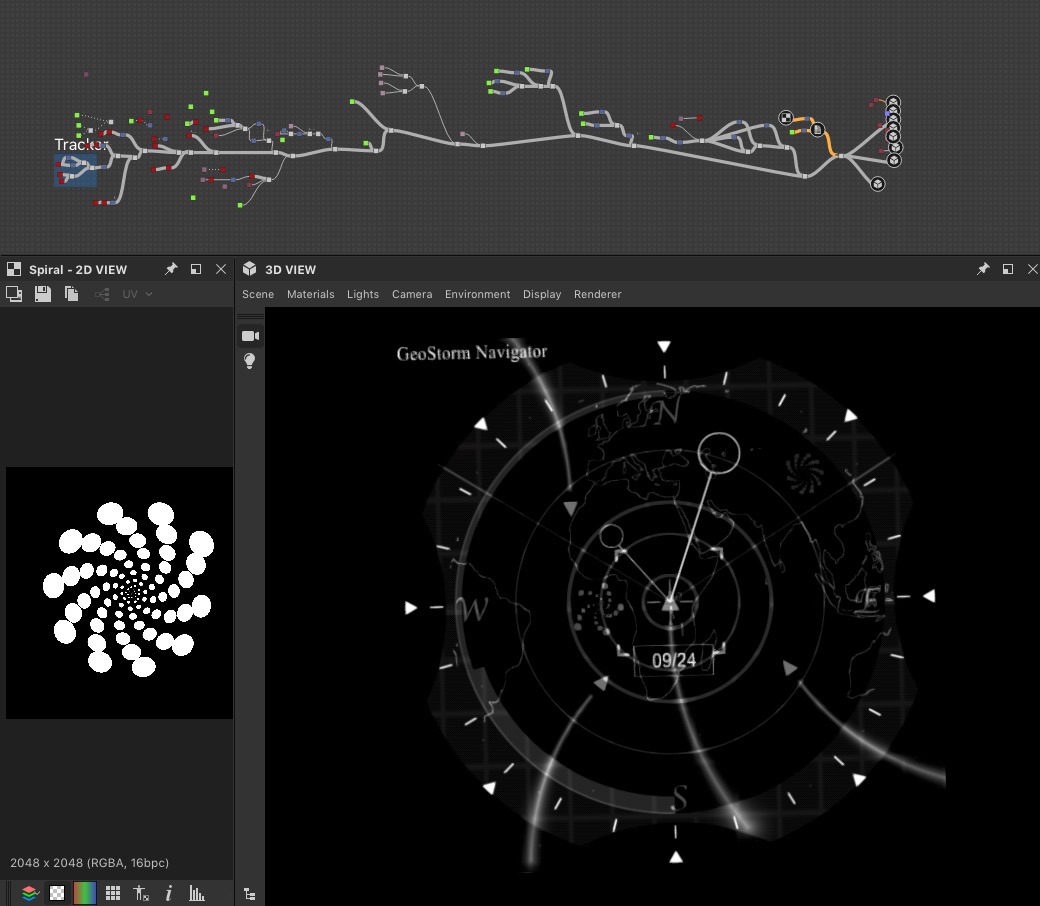 Tracker
Spiral - 2D VIEW
UV
3D VIEW
Scene Materials Lights Camera Environment Display Renderer
GeoStorm Navigator
N
W
E
09/24
S
2048 x 2048 (RGBA, 16bpc)